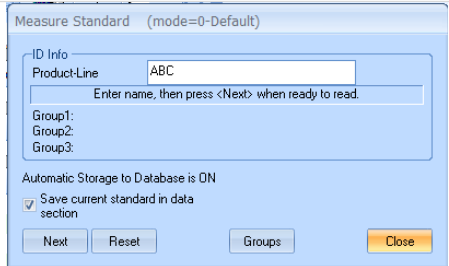 Measure Standard (mode=0-Default)
ID Info
Product-Line ABC
Enter name, then press <Next> when ready to read.
Group1:
Group2:
Group3:
Automatic Storage to Database is ON
Save current standard in data
section
Next Reset Groups Close